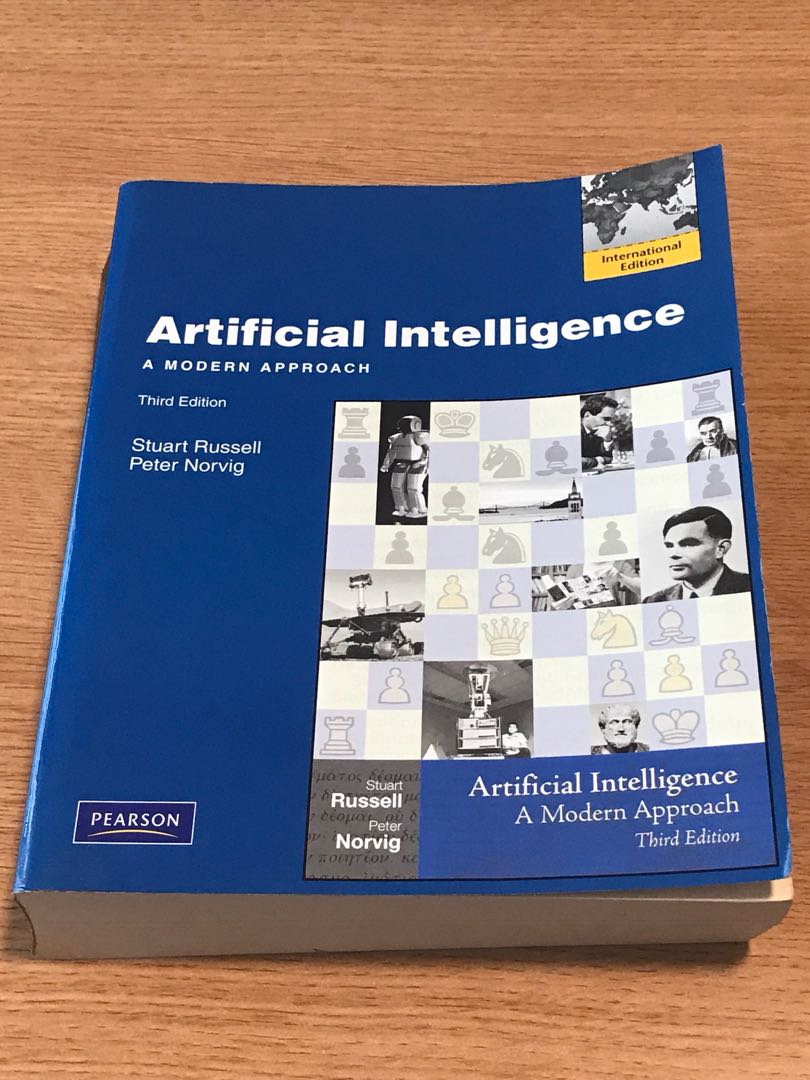 International
Edition
Artificial Intelligence
A MODERN APPROACH
Third Edition
Stuart Russell
Peter Norvig
Stuart
Russell
Peter
Norvig
Artificial Intelligence
A Modern Approach
Third Edition
PEARSON